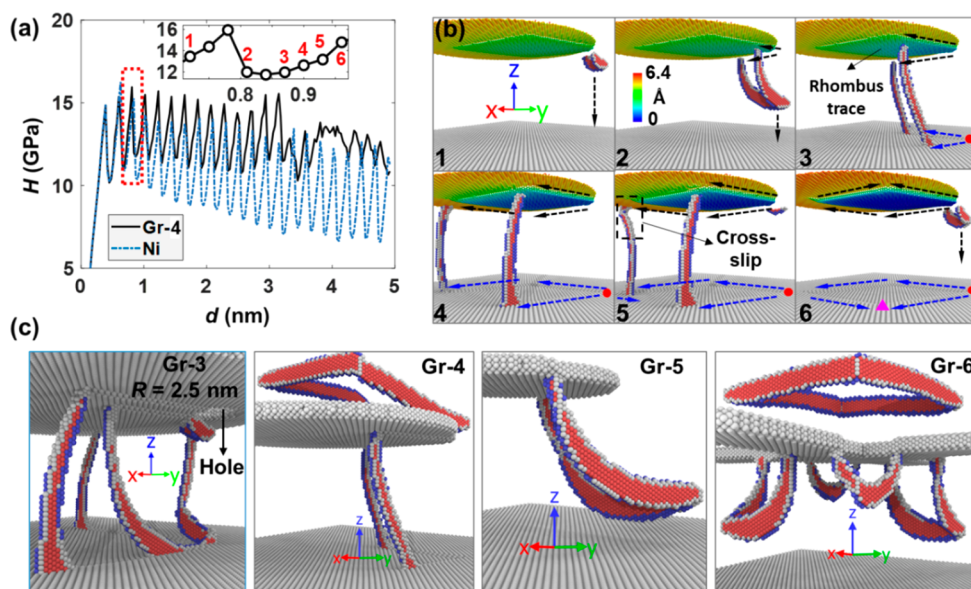 (a)
H (GPa)
20
15
10
5
16
14
12
1
2
3
4
5
6
0.8
0.9
Gr-4
Ni
0
1
2
3
4
5
d (nm)
(b)
z
x
y
1
6.4
Å
0
2
Rhombus
trace
3
4
Cross-
slip
5
6
(c)
Gr-3
R = 2.5 nm
Hole
z
x
y
Gr-4
z
x
y
Gr-5
z
x
y
Gr-6
z
x
y